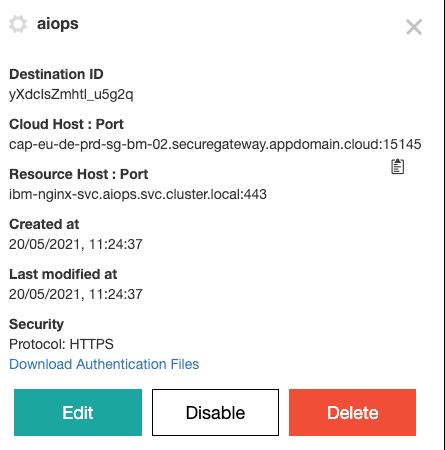 aiops
Destination ID
yXdcIsZmhtI_u5g2q
Cloud Host : Port
cap-eu-de-prd-sg-bm-02.securegateway.appdomain.cloud:15145
Resource Host : Port
ibm-nginx-svc.aiops.svc.cluster.local:443
Created at
20/05/2021, 11:24:37
Last modified at
20/05/2021, 11:24:37
Security
Protocol: HTTPS
Download Authentication Files
Edit
Disable
Delete